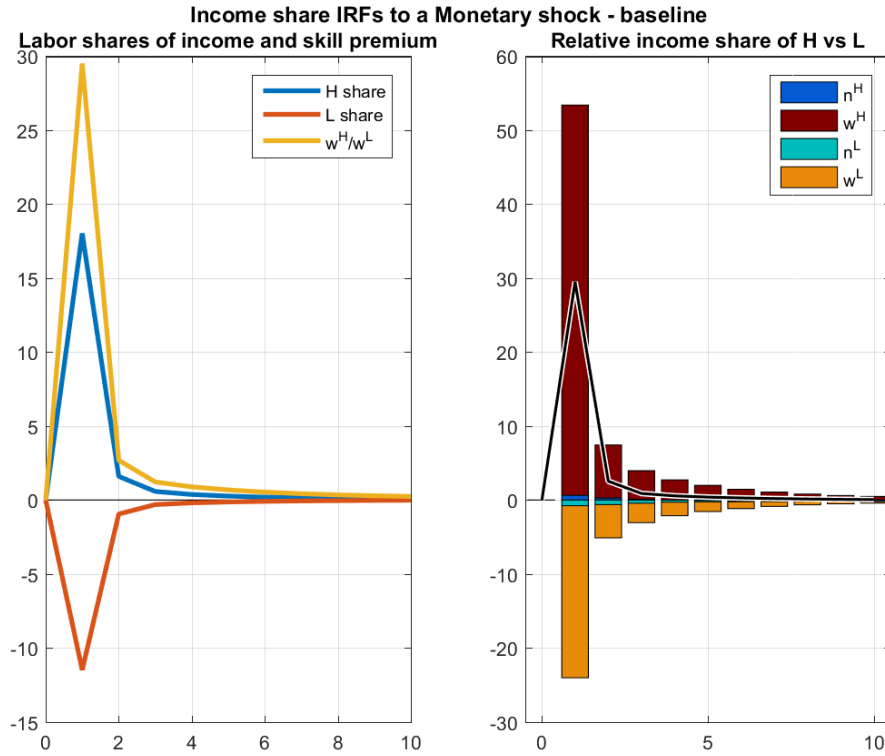 Income share IRFs to a Monetary shock - baseline
Labor shares of income and skill premium
30
25
20
15
10
5
0
-5
-10
-15
0 2 4 6 8 10
H share
L share
w^H/w^L
Relative income share of H vs L
60
50
40
30
20
10
0
-10
-20
-30
0 5 10
n^H
w^H
n^L
w^L